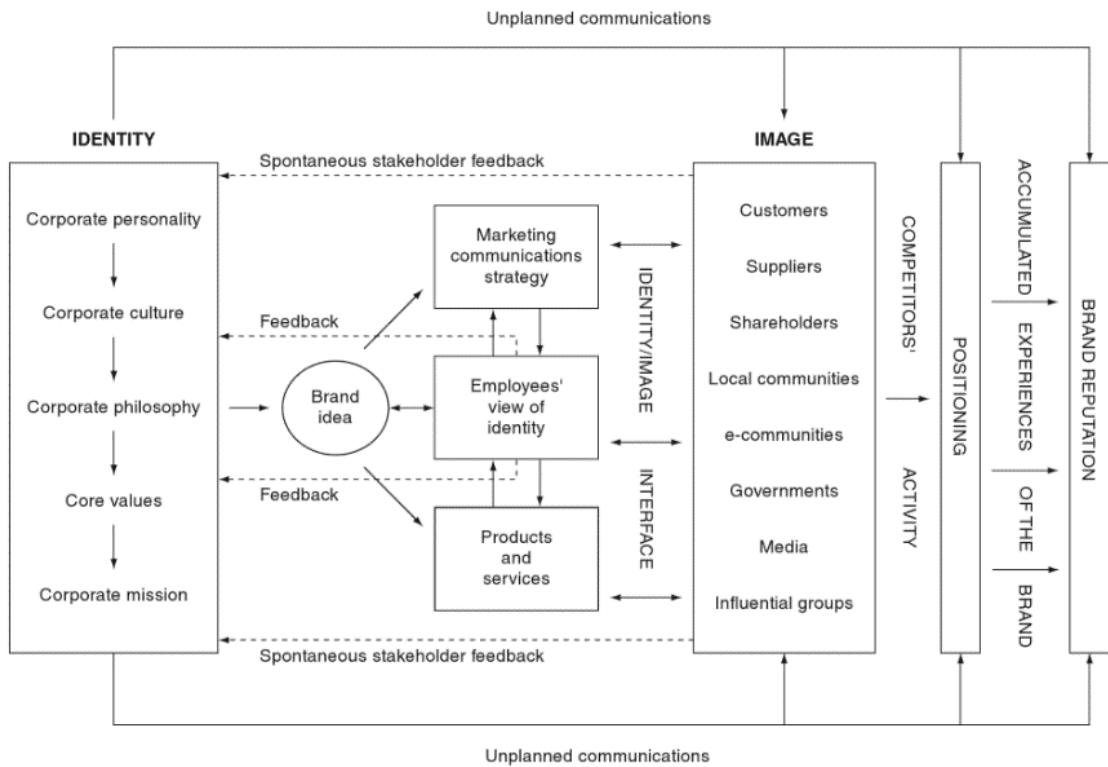 Unplanned communications
IDENTITY
Corporate personality
Corporate culture
Corporate philosophy
Core values
Corporate mission
Spontaneous stakeholder feedback
Feedback
Brand
idea
Feedback
Spontaneous stakeholder feedback
Marketing
communications
strategy
Employees'
view of
identity
Products
and
services
IDENTITY/IMAGE
INTERFACE
IMAGE
Customers
Suppliers
Shareholders
Local communities
e-communities
Governments
Media
Influential groups
COMPETITORS'
ACTIVITY
POSITIONING
ACCUMULATED
EXPERIENCES
OF THE
BRAND
BRAND REPUTATION
Unplanned communications